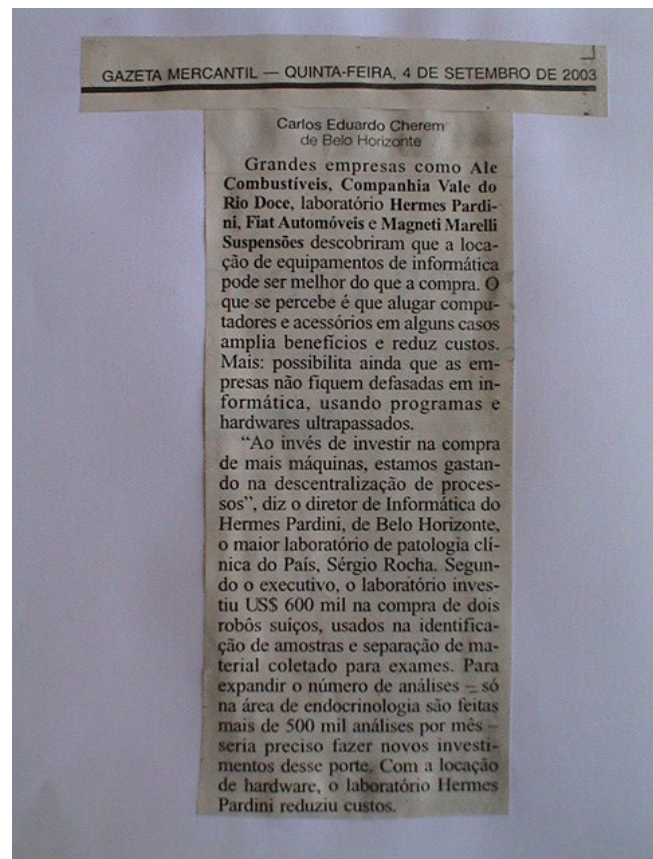 GAZETA MERCANTIL — QUINTA-FEIRA, 4 DE SETEMBRO DE 2003
Carlos Eduardo Cherem
de Belo Horizonte
Grandes empresas como Ale
Combustíveis, Companhia Vale do
Rio Doce, laboratório Hermes Pardi-
ni, Fiat Automóveis e Magneti Marelli
Suspensões descobriram que a loca-
ção de equipamentos de informática
pode ser melhor do que a compra. O
que se percebe é que alugar compu-
tadores e acessórios em alguns casos
amplia benefícios e reduz custos.
Mais: possibilita ainda que as em-
presas não fiquem defasadas em in-
formática, usando programas e
hardwares ultrapassados.
“Ao invés de investir na compra
de mais máquinas, estamos gastan-
do na descentralização de proces-
sos”, diz o diretor de Informática do
Hermes Pardini, de Belo Horizonte,
o maior laboratório de patologia clí-
nica do País, Sérgio Rocha. Segun-
do o executivo, o laboratório inves-
tiu US$ 600 mil na compra de dois
robôs suíços, usados na identifica-
ção de amostras e separação de ma-
terial coletado para exames. Para
expandir o número de análises – só
na área de endocrinologia são feitas
mais de 500 mil análises por mês –
seria preciso fazer novos investi-
mentos desse porte. Com a locação
de hardware, o laboratório Hermes
Pardini reduziu custos.